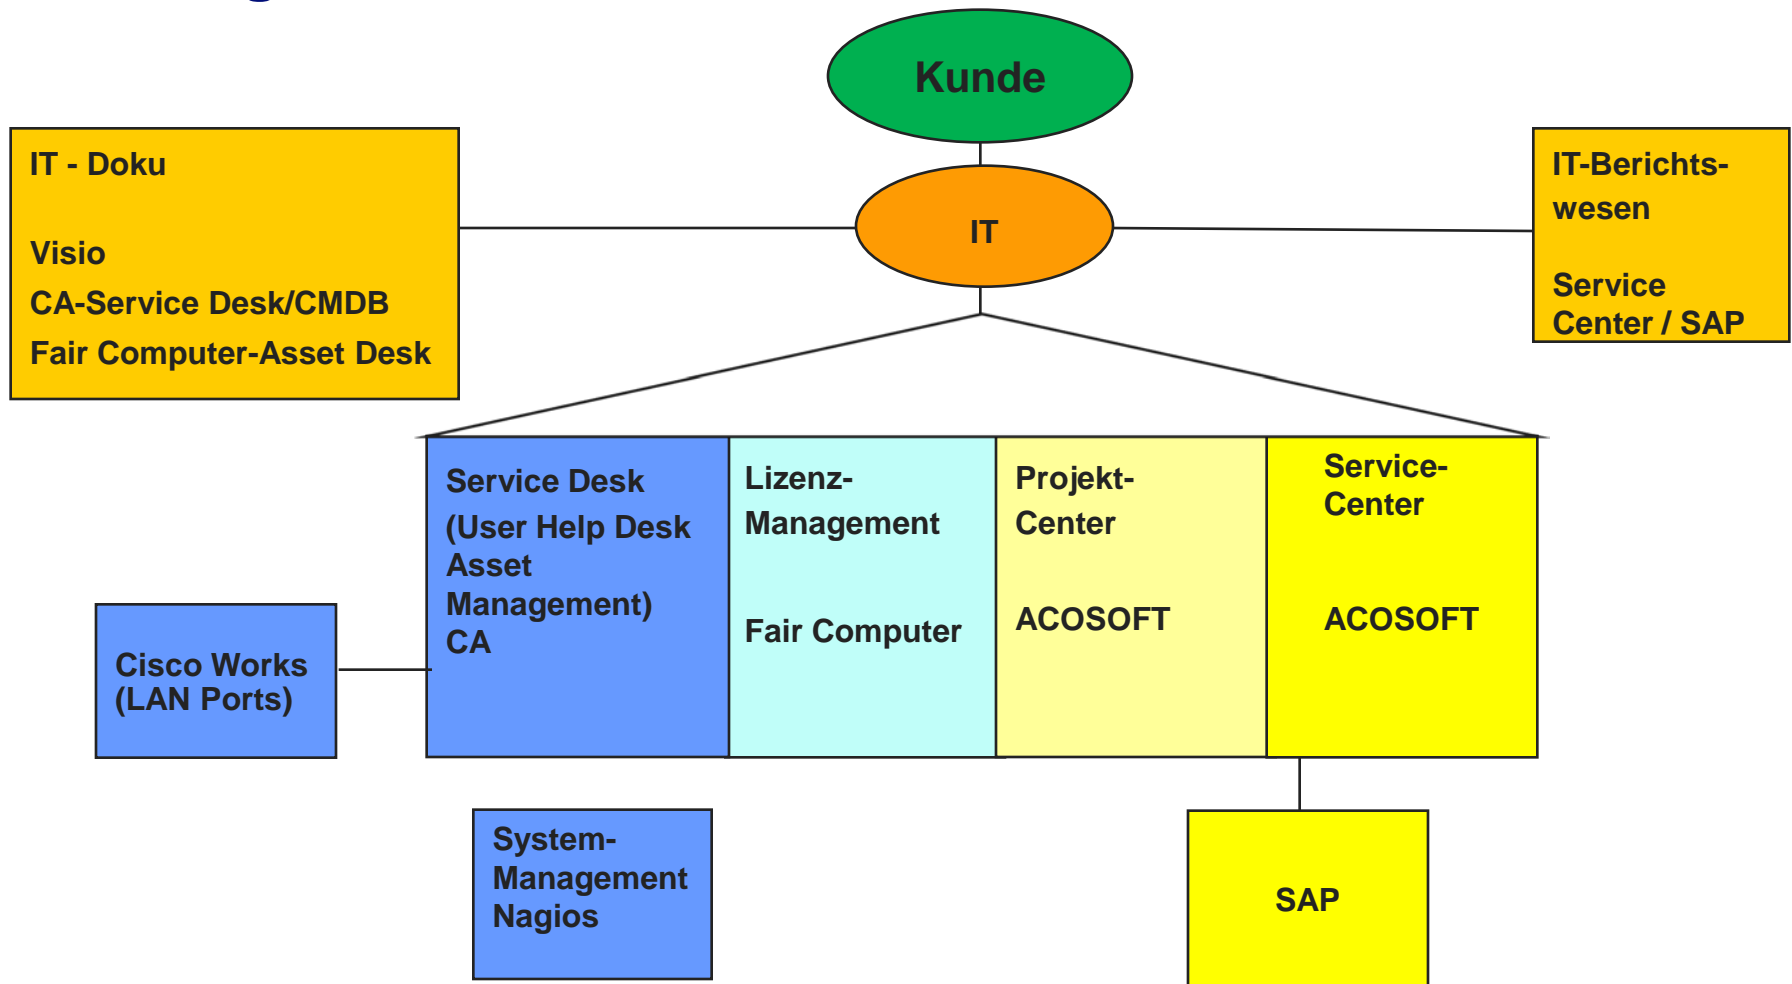 Kunde
IT - Doku
Visio
CA-Service Desk/CMDB
Fair Computer-Asset Desk
IT
IT-Berichts-
wesen
Service
Center / SAP
Service Desk
(User Help Desk
Asset
Management)
CA
Lizenz-
Management
Fair Computer
Projekt-
Center
ACOSOFT
Service-
Center
ACOSOFT
Cisco Works
(LAN Ports)
System-
Management
Nagios
SAP